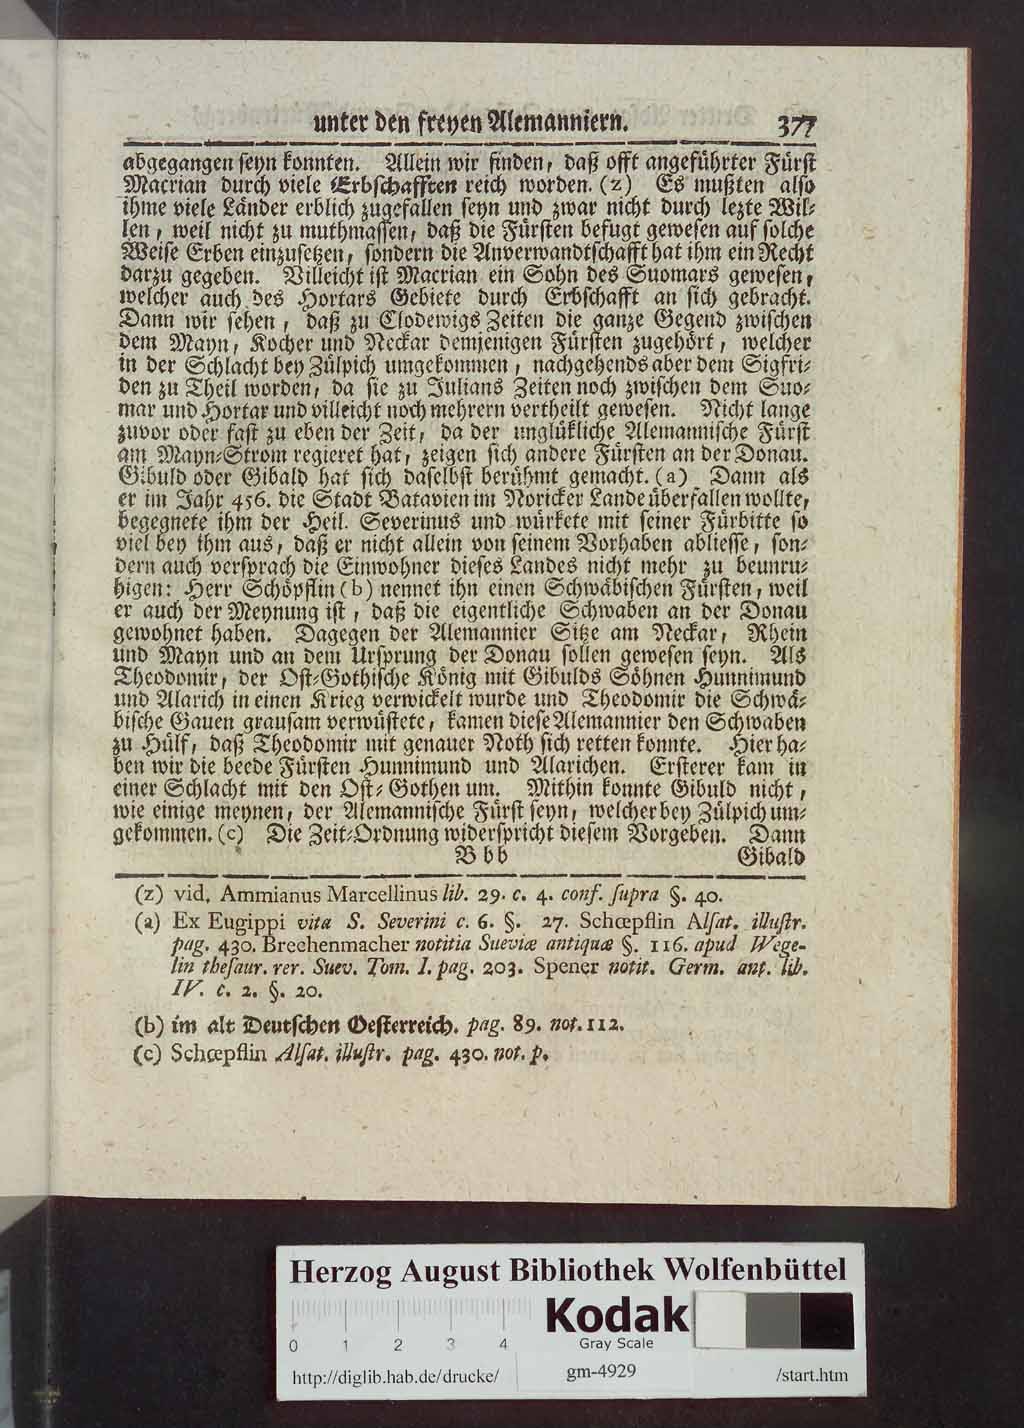 unter den freyen Alemanniern. 377
abgegangen seyn konnten. Allein wir finden, daß offt angeführter Fürst
Macrian durch viele Erbschafften reich worden. (z) Es mußten also
ihme viele Länder erblich zugefallen seyn und zwar nicht durch lezte Wil-
len, weil nicht zu muthmassen, daß die Fürsten befugt gewesen auf solche
Weise Erben einzusetzen, sondern die Anverwandtschafft hat ihm ein Recht
darzu gegeben. Villeicht ist Macrian ein Sohn des Suomars gewesen,
welcher auch des Hortars Gebiete durch Erbschafft an sich gebracht.
Dann wir sehen, daß zu Clodewigs Zeiten die ganze Gegend zwischen
dem Mayn, Kocher und Neckar demjenigen Fürsten zugehört, welcher
in der Schlacht bey Zülpich umgekommen, nachgehends aber dem Sigfri-
den zu Theil worden, da sie zu Julians Zeiten noch zwischen dem Suo-
mar und Hortar und villeicht noch mehrern vertheilt gewesen. Nicht lange
zuvor oder fast zu eben der Zeit, da der unglükliche Alemannische Fürst
am Mayn-Strom regieret hat, zeigen sich andere Fürsten an der Donau.
Gibuld oder Gibald hat sich daselbst berühmt gemacht. (a) Dann als
er im Jahr 456. die Stadt Batavien im Noricker Lande überfallen wollte,
begegnete ihm der Heil. Severinus und würkete mit seiner Fürbitte so
viel bey ihm aus, daß er nicht allein von seinem Vorhaben abliesse, son-
dern auch versprach die Einwohner dieses Landes nicht mehr zu beunru-
higen: Herr Schöpflin (b) nennet ihn einen Schwäbischen Fürsten, weil
er auch der Meynung ist, daß die eigentliche Schwaben an der Donau
gewohnet haben. Dagegen der Alemannier Sitze am Neckar, Rhein
und Mayn und an dem Ursprung der Donau sollen gewesen seyn. Als
Theodomir, der Ost-Gothische König mit Gibulds Söhnen Hunnimund
und Alarich in einen Krieg verwickelt wurde und Theodomir die Schwä-
bische Gauen grausam verwüstete, kamen diese Alemannier den Schwaben
zu Hülf, daß Theodomir mit genauer Noth sich retten konnte. Hier ha-
ben wir die beede Fürsten Hunnimund und Alarichen. Ersterer kam in
einer Schlacht mit den Ost-Gothen um. Mithin konnte Gibuld nicht,
wie einige meynen, der Alemannische Fürst seyn, welcher bey Zülpich um-
gekommen. (c) Die Zeit-Ordnung widerspricht diesem Vorgeben. Dann
B b b Gibald
(z) vid. Ammianus Marcellinus lib. 29. c. 4. conf. supra §. 40.
(a) Ex Eugippi vita S. Severini c. 6. §. 27. Schœpflin Alsat. illustr.
pag. 430. Brechenmacher notitia Sueviæ antiquæ §. 116. apud Wege-
lin thesaur. rer. Suev. Tom. I. pag. 203. Spener notit. Germ. ant. lib.
IV. c. 2. §. 20.
(b) im alt Deutschen Oesterreich. pag. 89. not. 112.
(c) Schœpflin Alsat. illustr. pag. 430. not. p.
Herzog August Bibliothek Wolfenbüttel
Kodak
Gray Scale
0 1 2 3 4
http://diglib.hab.de/drucke/ gm-4929 /start.htm